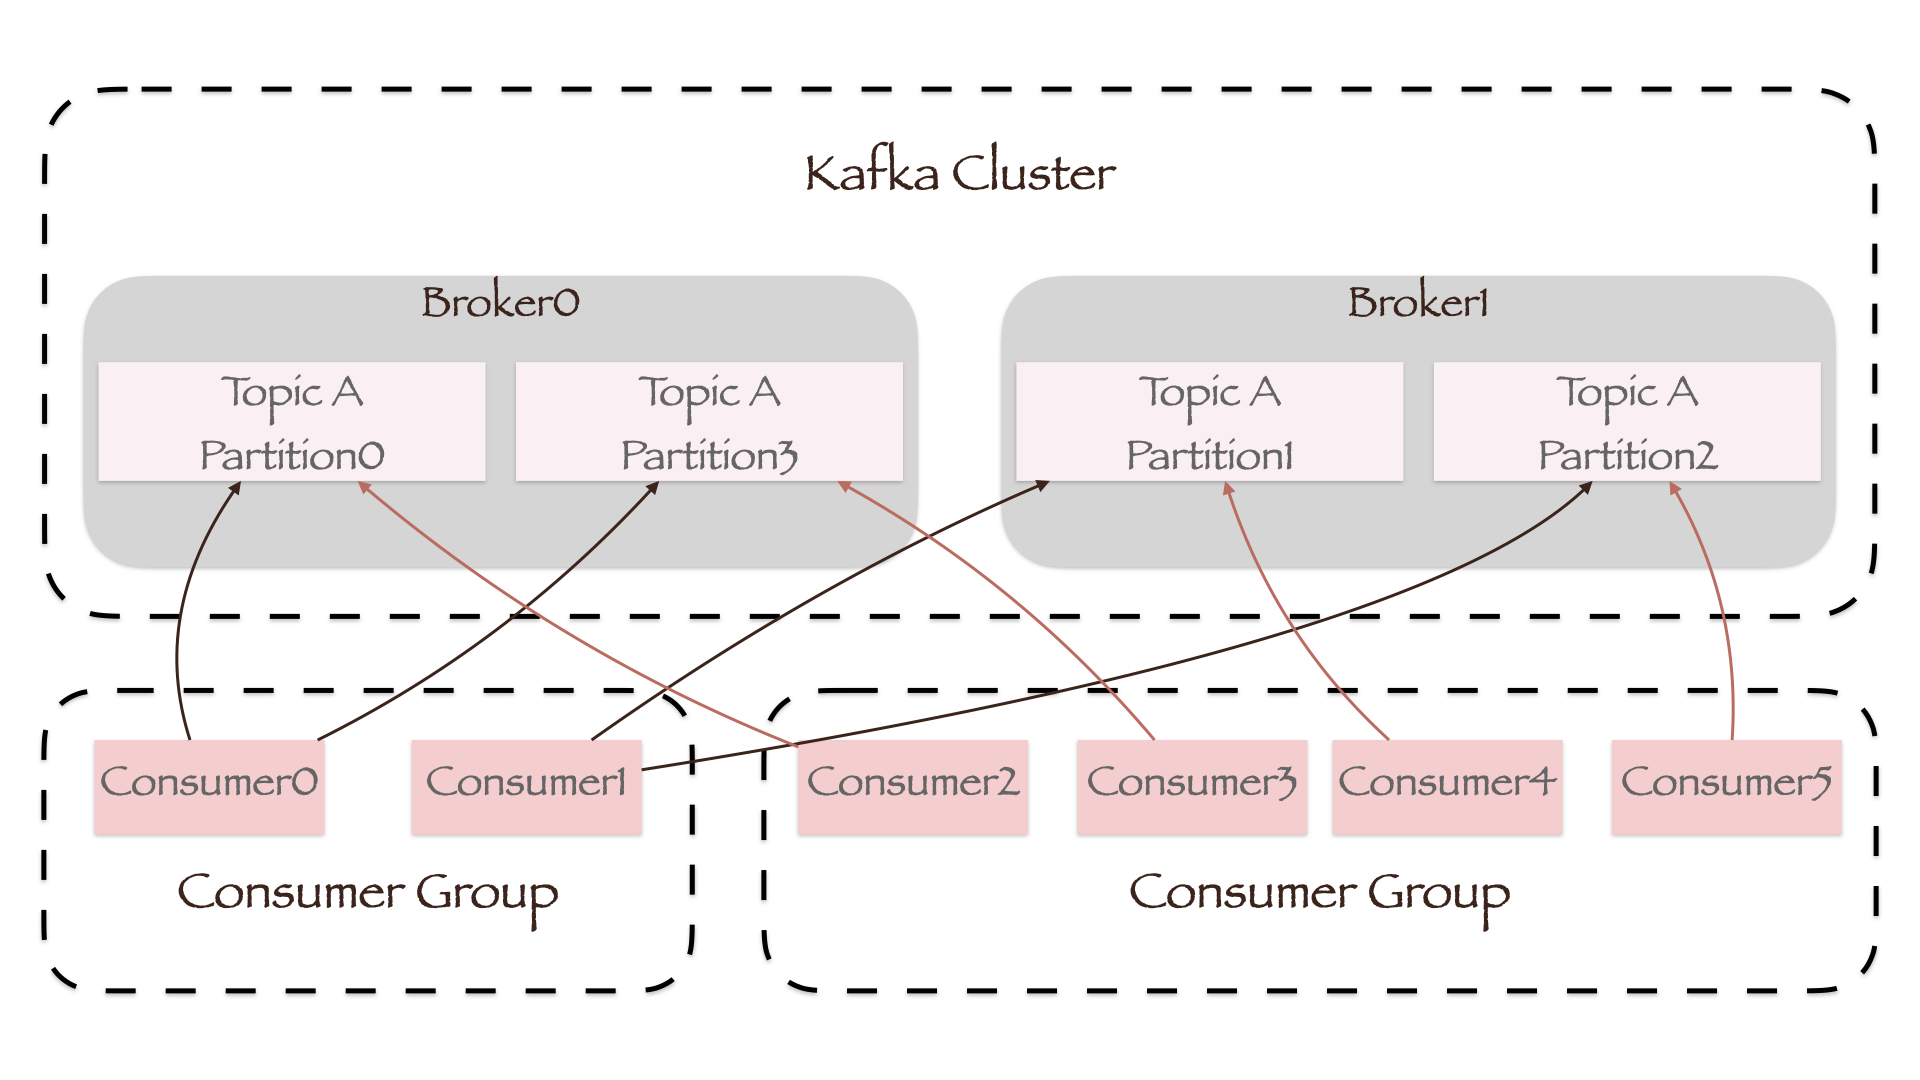 Kafka Cluster
Broker0
Topic A
Partition0
Topic A
Partition3
Broker1
Topic A
Partition1
Topic A
Partition2
Consumer0
Consumer1
Consumer Group
Consumer2
Consumer3
Consumer4
Consumer5
Consumer Group